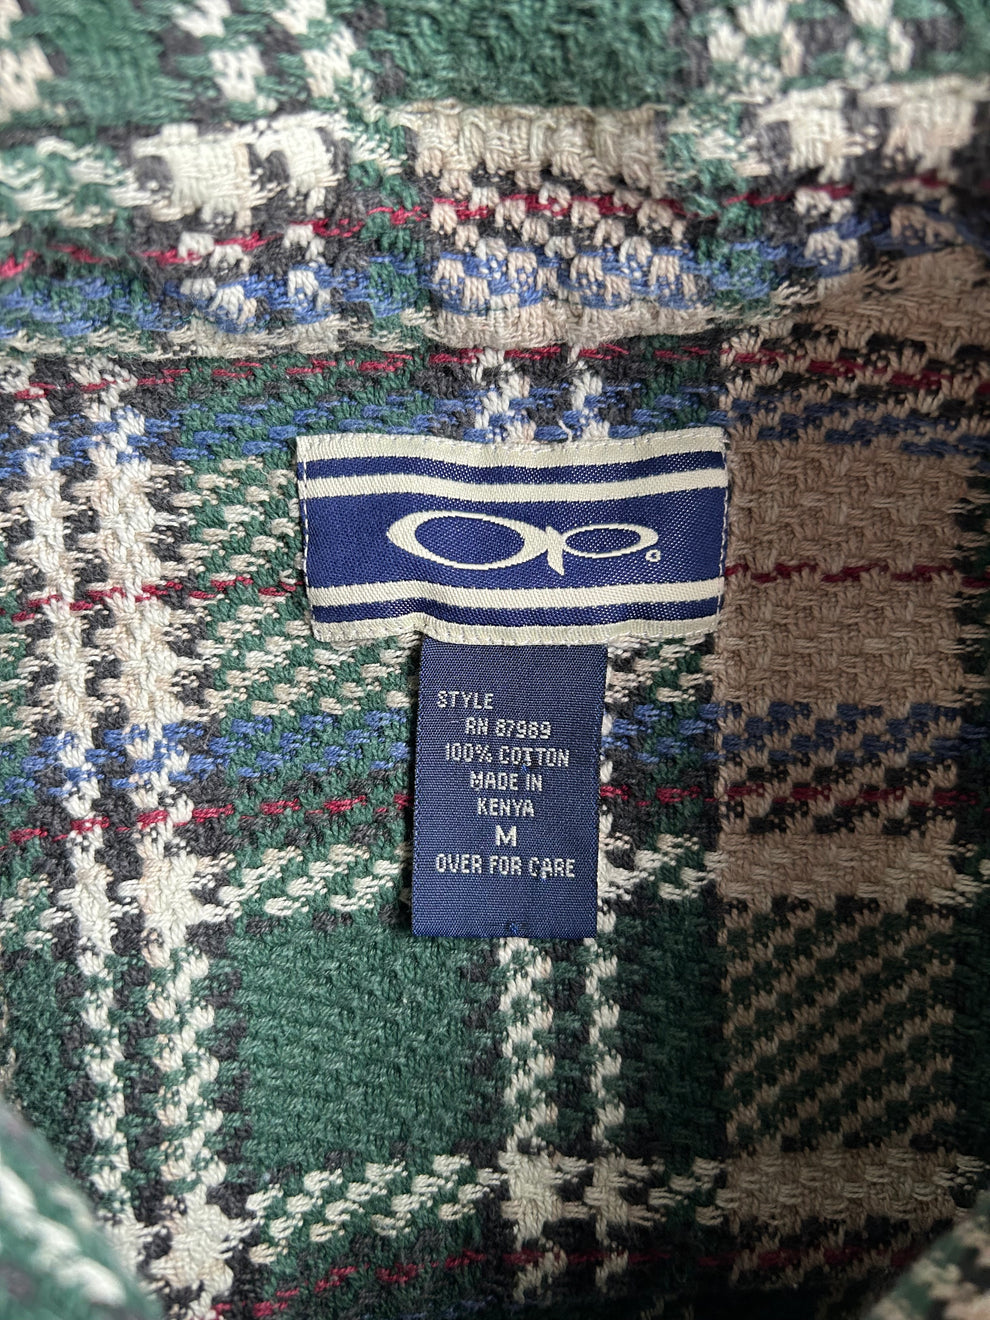 Op
STYLE
RN 87989
100% COTTON
MADE IN
KENYA
M
OVER FOR CARE